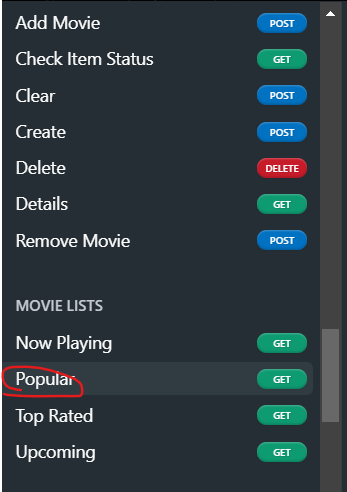 Add Movie POST
Check Item Status GET
Clear POST
Create POST
Delete DELETE
Details GET
Remove Movie POST
MOVIE LISTS
Now Playing GET
Popular GET
Top Rated GET
Upcoming GET